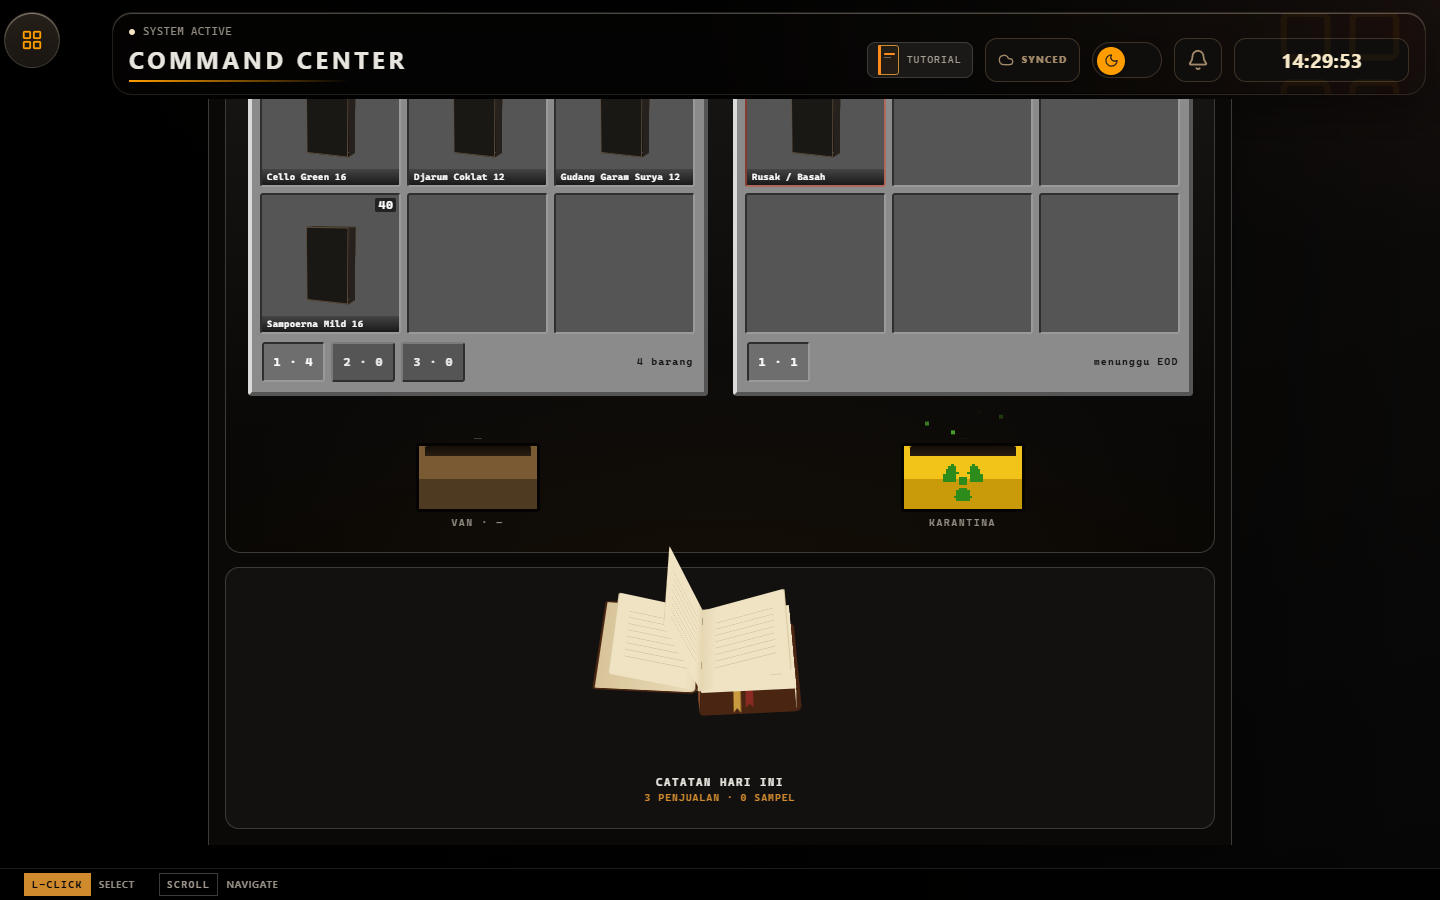 SYSTEM ACTIVE
COMMAND CENTER
TUTORIAL
SYNCED
14:29:53
Cello Green 16
Djarum Coklat 12
Gudang Garam Surya 12
Rusak / Basah
40
Sampoerna Mild 16
1 · 4
2 · 0
3 · 0
4 barang
1 · 1
menunggu EOD
VAN · —
KARANTINA
CATATAN HARI INI
3 PENJUALAN · 0 SAMPEL
L-CLICK
SELECT
SCROLL
NAVIGATE